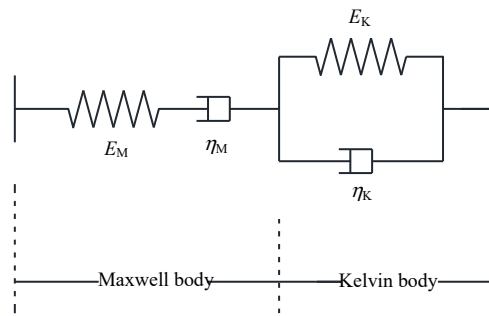 E_K
E_M
η_M
η_K
Maxwell body
Kelvin body